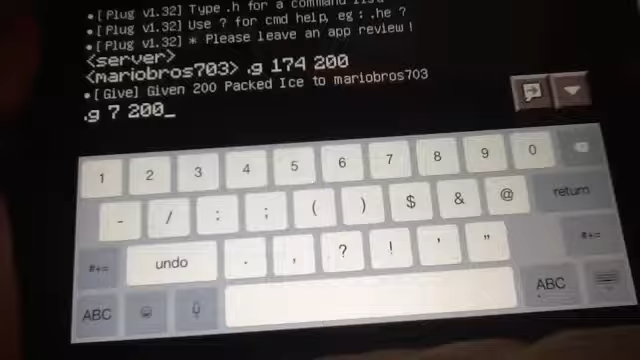 •[Plug v1.32] Type .h for a command list
•[Plug v1.32] Use ? for cmd help, eg: .he ?
•[Plug v1.32] * Please leave an app review!
<server>
<mariobros703> .g 174 200
•[Give] Given 200 Packed Ice to mariobros703
.g 7 200_
1 2 3 4 5 6 7 8 9 0
- / : ; ( ) $ & @ return
#+= undo . , ? ! ' " #+=
ABC ABC